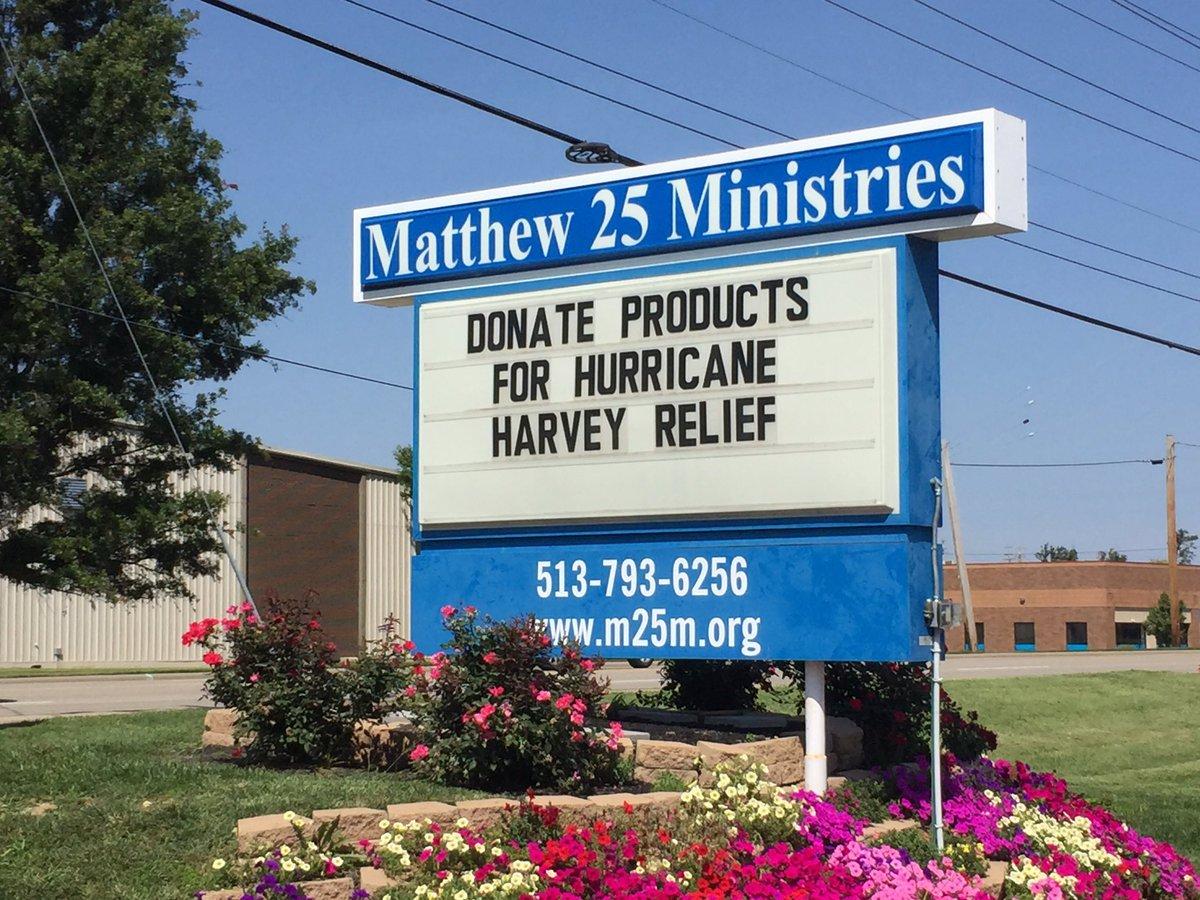 Matthew 25 Ministries
DONATE PRODUCTS
FOR HURRICANE
HARVEY RELIEF
513-793-6256
www.m25m.org